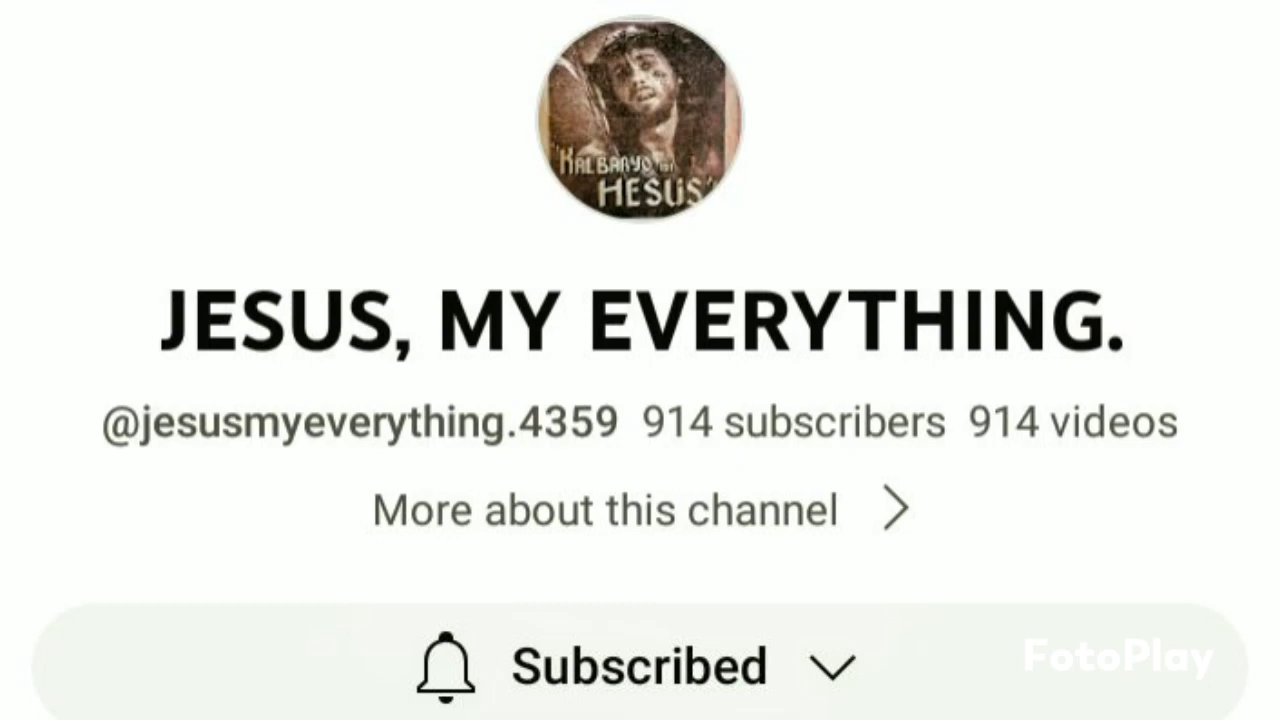 "KALBARYO
HESUS"
JESUS, MY EVERYTHING.
@jesusmyeverything.4359 914 subscribers 914 videos
More about this channel
Subscribed
FotoPlay